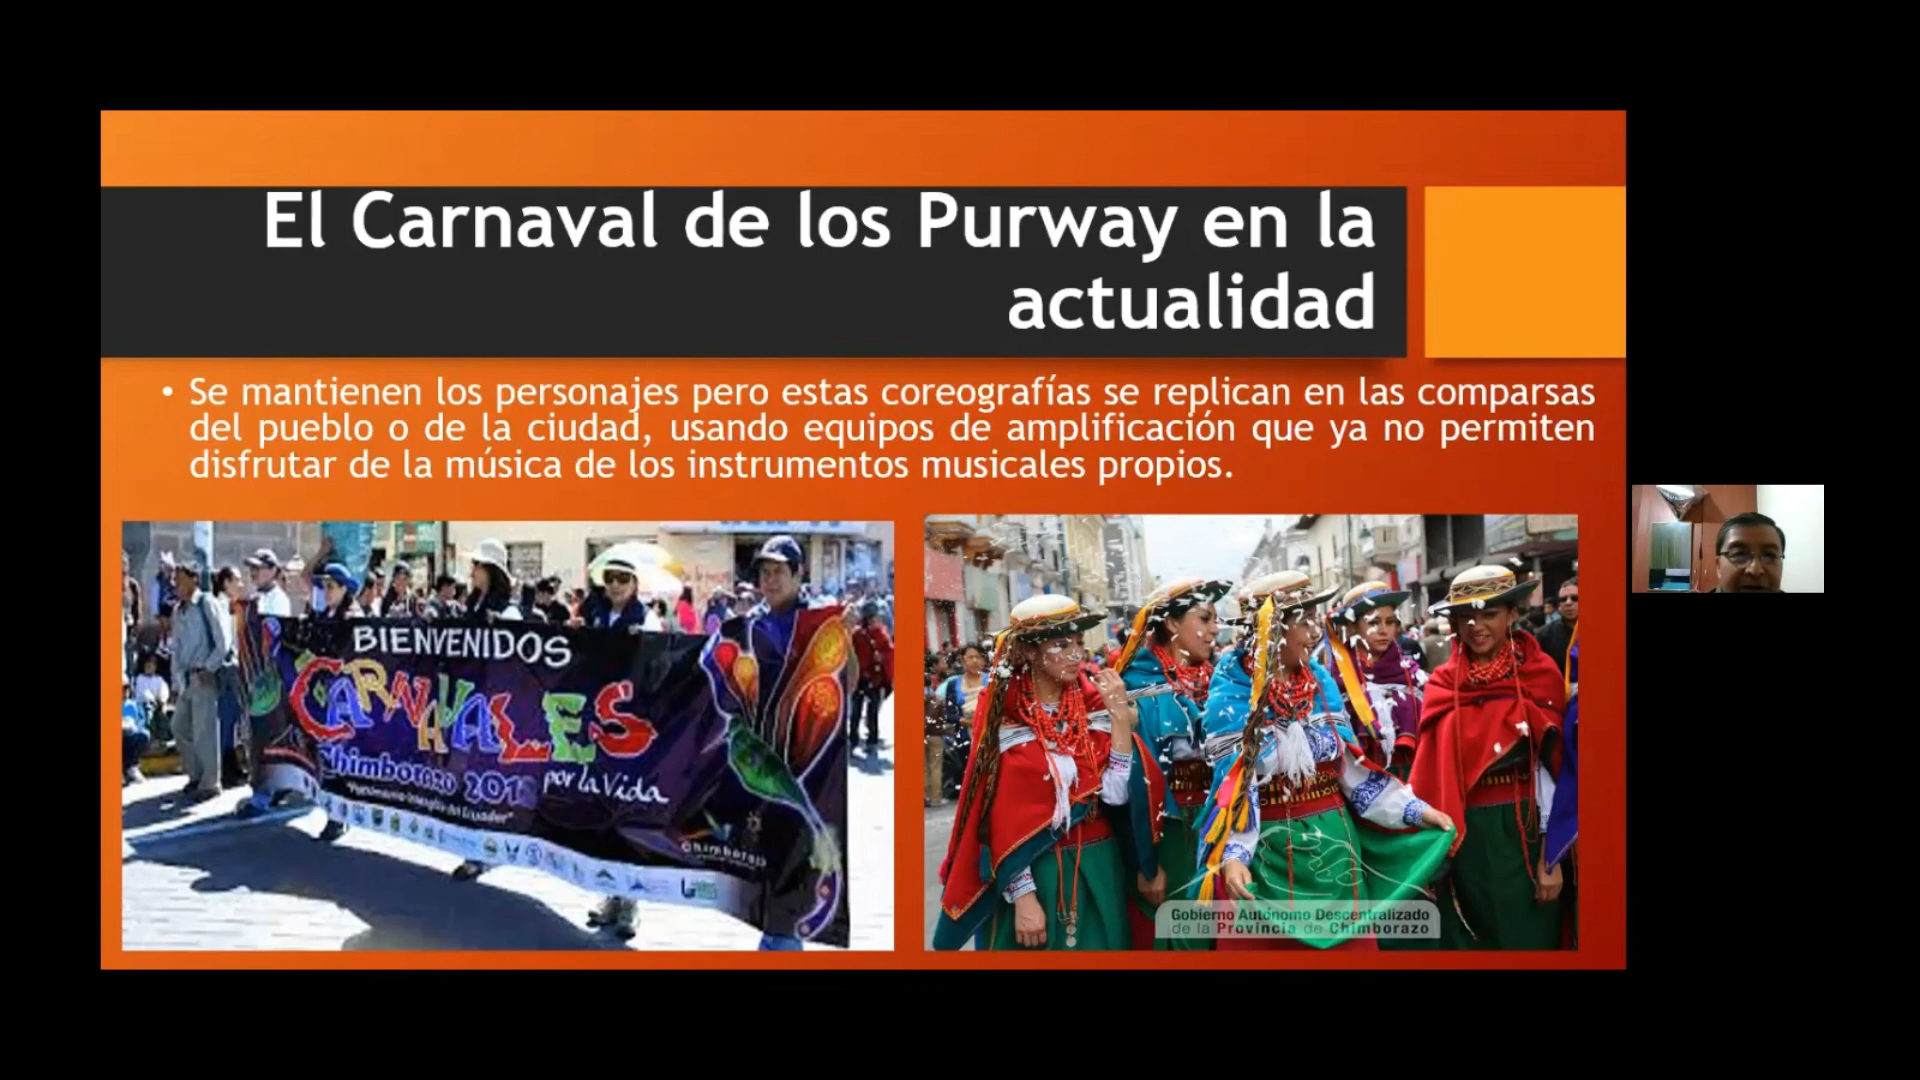 El Carnaval de los Purway en la
actualidad
• Se mantienen los personajes pero estas coreografías se replican en las comparsas
del pueblo o de la ciudad, usando equipos de amplificación que ya no permiten
disfrutar de la música de los instrumentos musicales propios.
BIENVENIDOS
CARNAVALES
Chimborazo
por la Vida
Chimborazo
Gobierno Autónomo Descentralizado
de la Provincia de Chimborazo